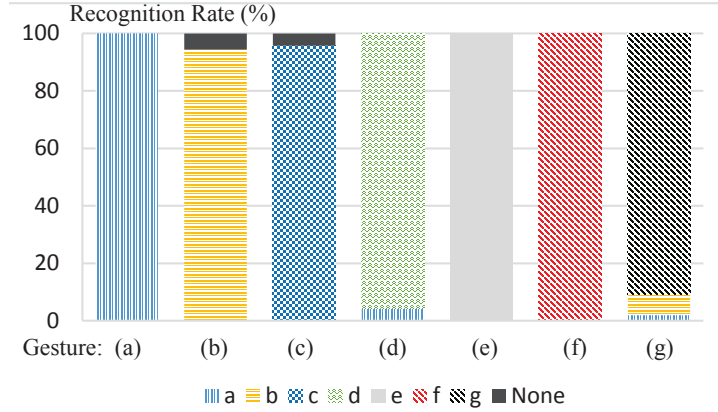 Recognition Rate (%)
100
80
60
40
20
0
Gesture: (a) (b) (c) (d) (e) (f) (g)
a b c d e f g None